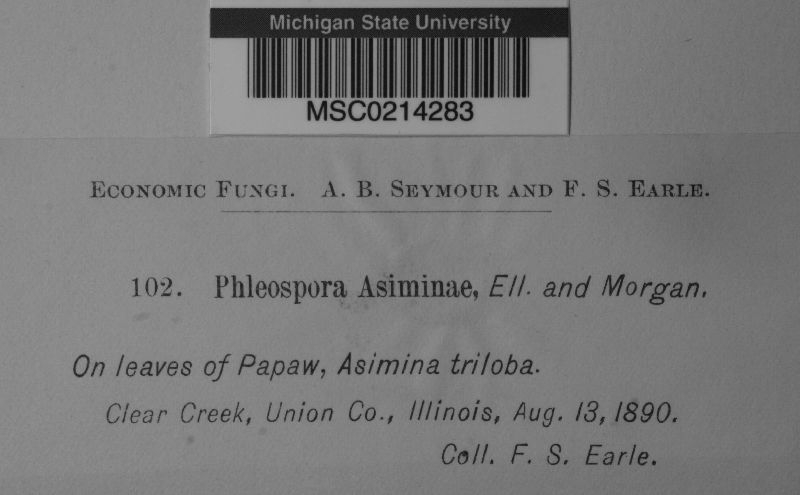 Michigan State University
MSC0214283
Economic Fungi. A. B. Seymour and F. S. Earle.
102. Phleospora Asiminae, Ell. and Morgan.
On leaves of Papaw, Asimina triloba.
Clear Creek, Union Co., Illinois, Aug. 13, 1890.
Coll. F. S. Earle.